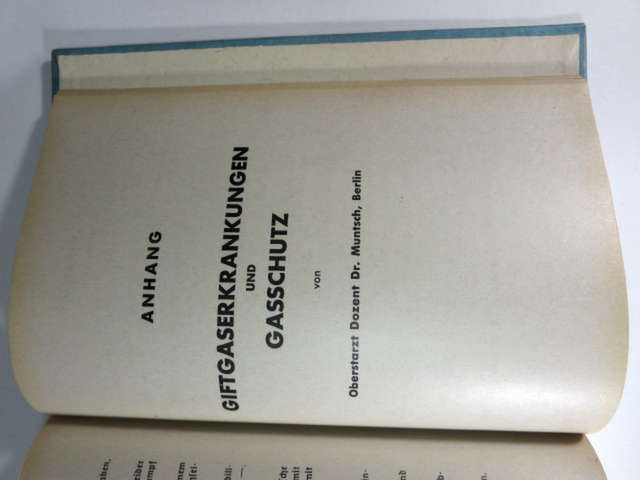 ANHANG
GIFTGASERKRANKUNGEN
UND
GASSCHUTZ
von
Oberstarzt Dozent Dr. Muntsch, Berlin